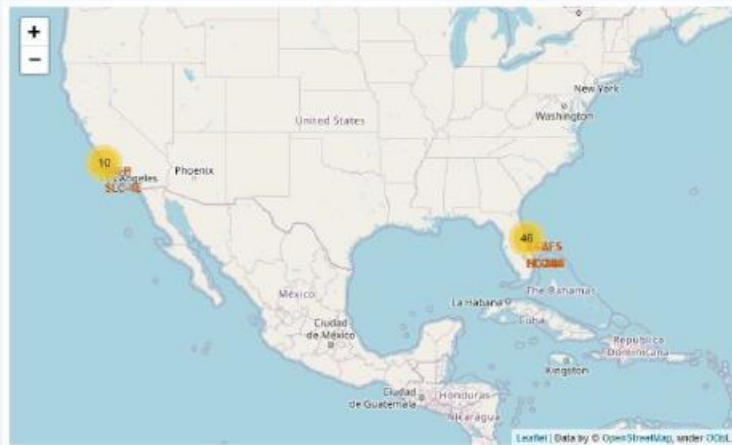 +
−
New York
Washington
United States
10
Phoenix
46
The Bahamas
La Habana
Cuba
México
Ciudad
de México
República
Dominicana
Kingston
Ciudad
de Guatemala
Honduras
Nicaragua
Leaflet | Data by © OpenStreetMap, under ODbL